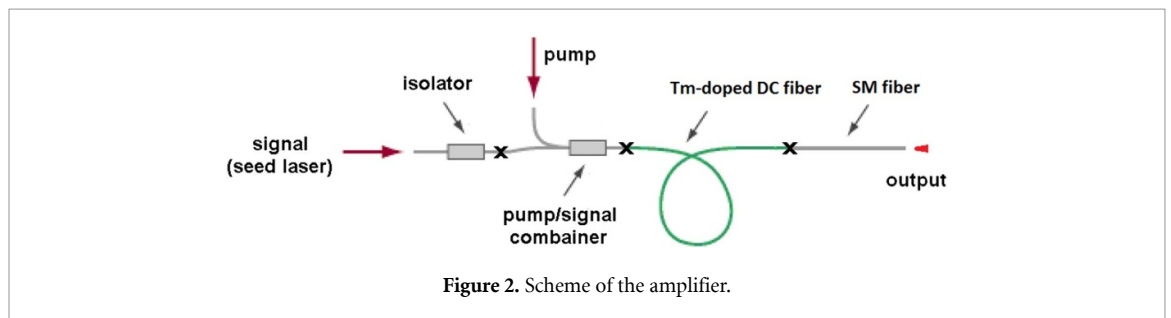 pump
isolator
Tm-doped DC fiber
SM fiber
signal
(seed laser)
output
pump/signal
combainer
Figure 2. Scheme of the amplifier.